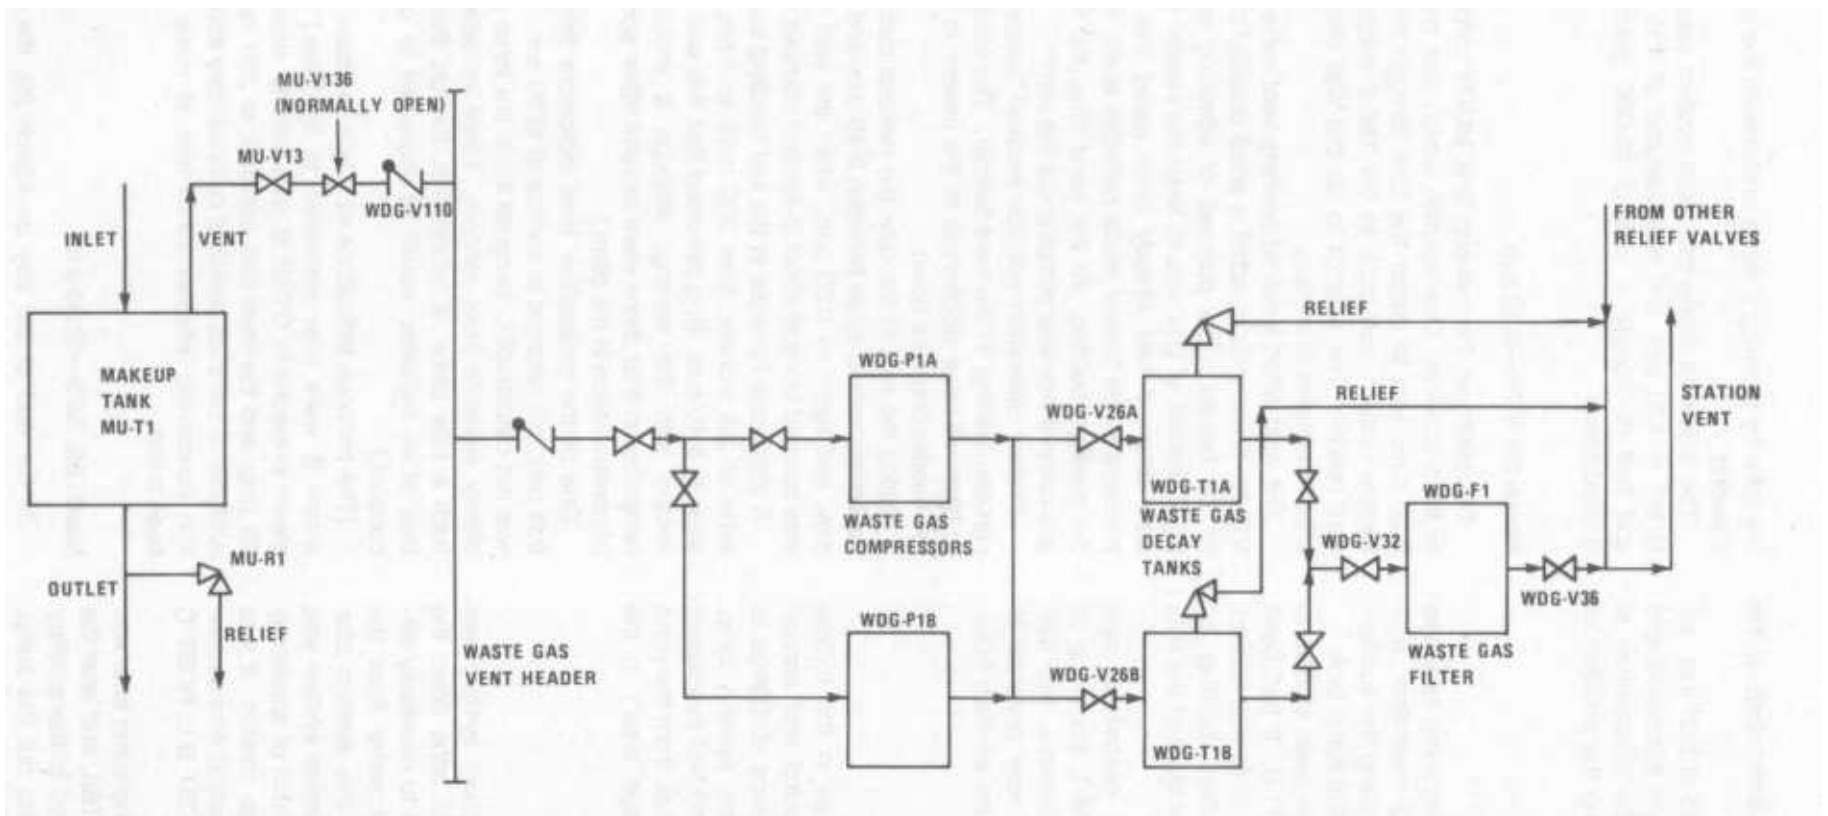 MU-V136
(NORMALLY OPEN)
MU-V13
WDG-V110
INLET
VENT
MAKEUP
TANK
MU-T1
OUTLET
MU-R1
RELIEF
WASTE GAS
VENT HEADER
WDG-P1A
WASTE GAS
COMPRESSORS
WDG-P1B
WDG-V26A
WDG-T1A
WASTE GAS
DECAY
TANKS
WDG-V26B
WDG-T1B
RELIEF
RELIEF
FROM OTHER
RELIEF VALVES
STATION
VENT
WDG-V32
WDG-F1
WASTE GAS
FILTER
WDG-V36